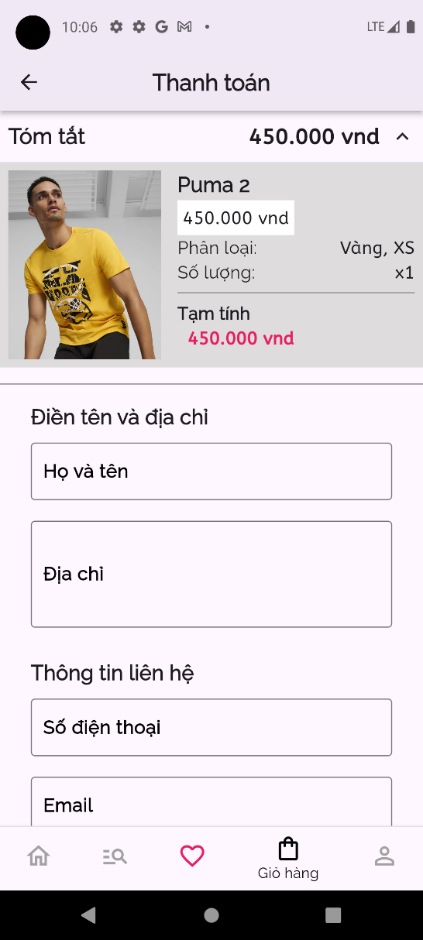 10:06
LTE
Thanh toán
Tóm tắt 450.000 vnd
Puma 2
450.000 vnd
Phân loại: Vàng, XS
Số lượng: x1
Tạm tính
450.000 vnd
Điền tên và địa chỉ
Họ và tên
Địa chỉ
Thông tin liên hệ
Số điện thoại
Email
Giỏ hàng